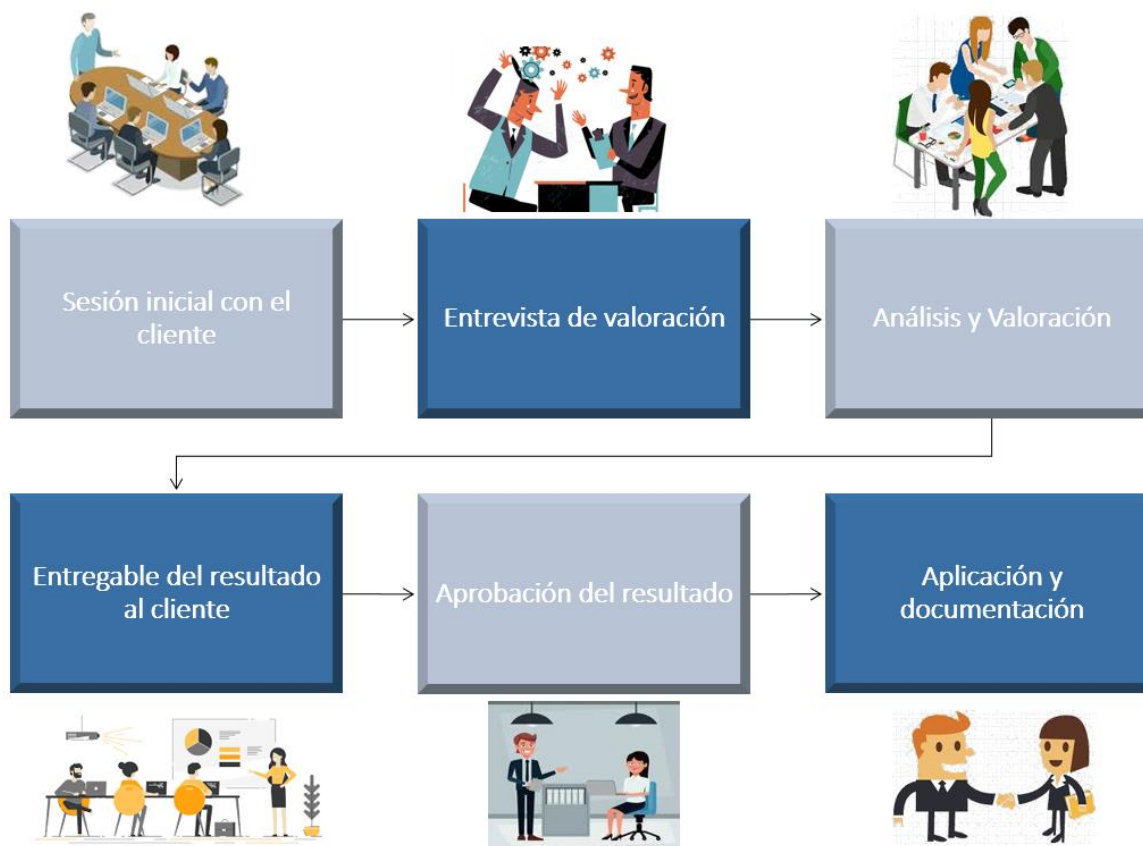 Sesión inicial con el
cliente
Entrevista de valoración
Análisis y Valoración
Entregable del resultado
al cliente
Aprobación del resultado
Aplicación y
documentación